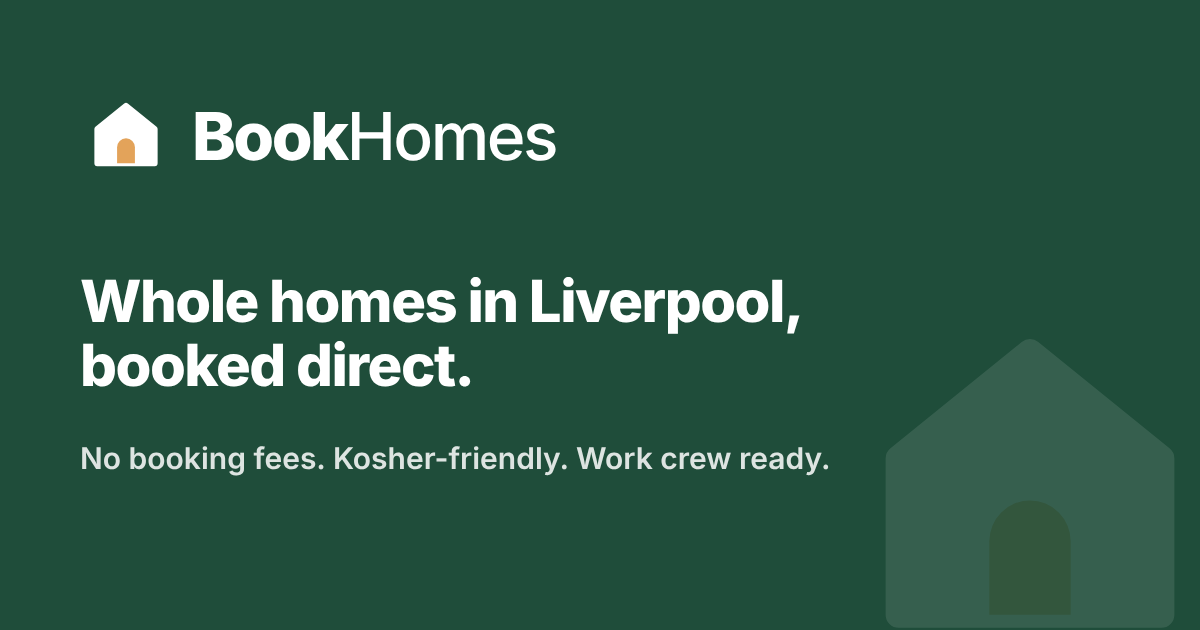 BookHomes
Whole homes in Liverpool,
booked direct.
No booking fees. Kosher-friendly. Work crew ready.